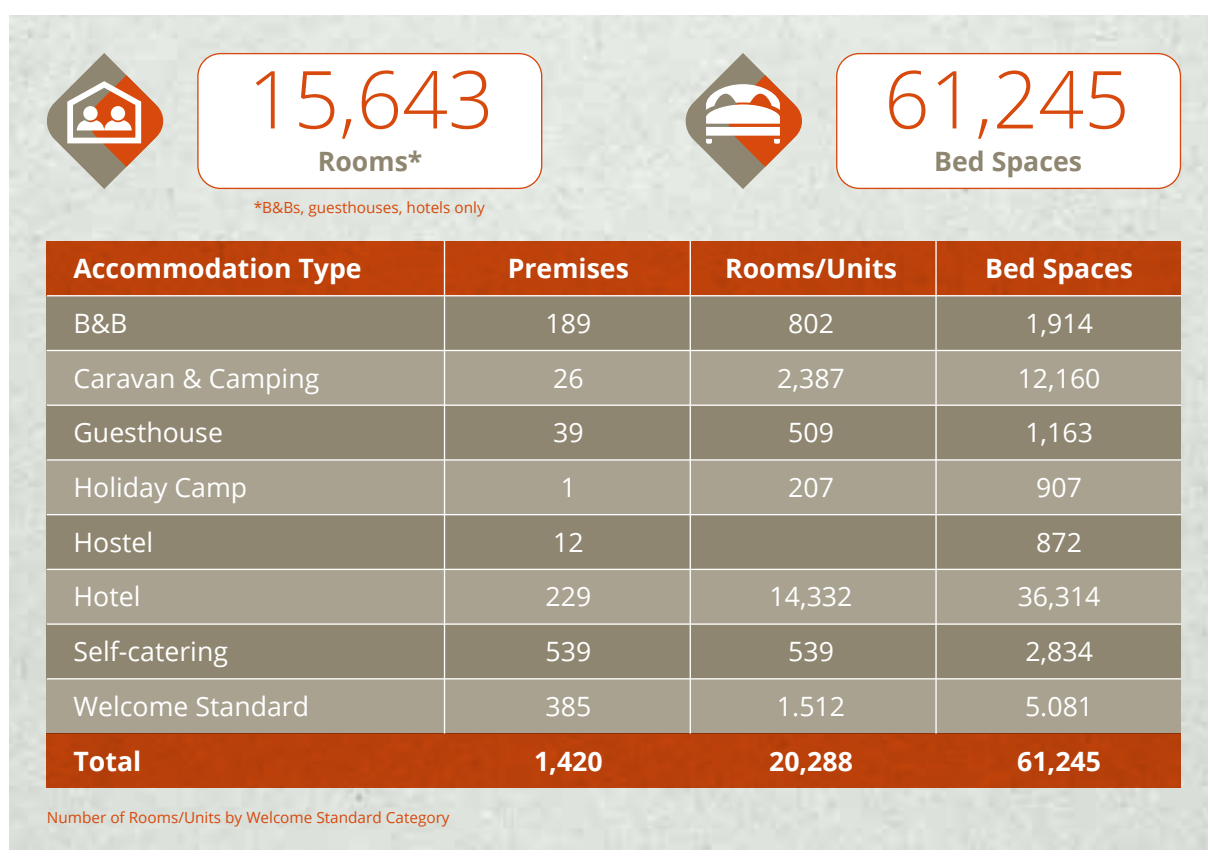 15,643
Rooms*
61,245
Bed Spaces
*B&Bs, guesthouses, hotels only
Accommodation Type Premises Rooms/Units Bed Spaces
B&B 189 802 1,914
Caravan & Camping 26 2,387 12,160
Guesthouse 39 509 1,163
Holiday Camp 1 207 907
Hostel 12 872
Hotel 229 14,332 36,314
Self-catering 539 539 2,834
Welcome Standard 385 1.512 5.081
Total 1,420 20,288 61,245
Number of Rooms/Units by Welcome Standard Category